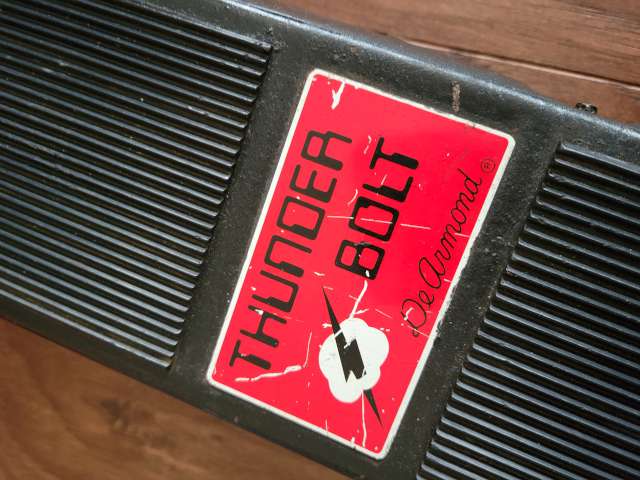 THUNDER
BOLT
DeArmond ®